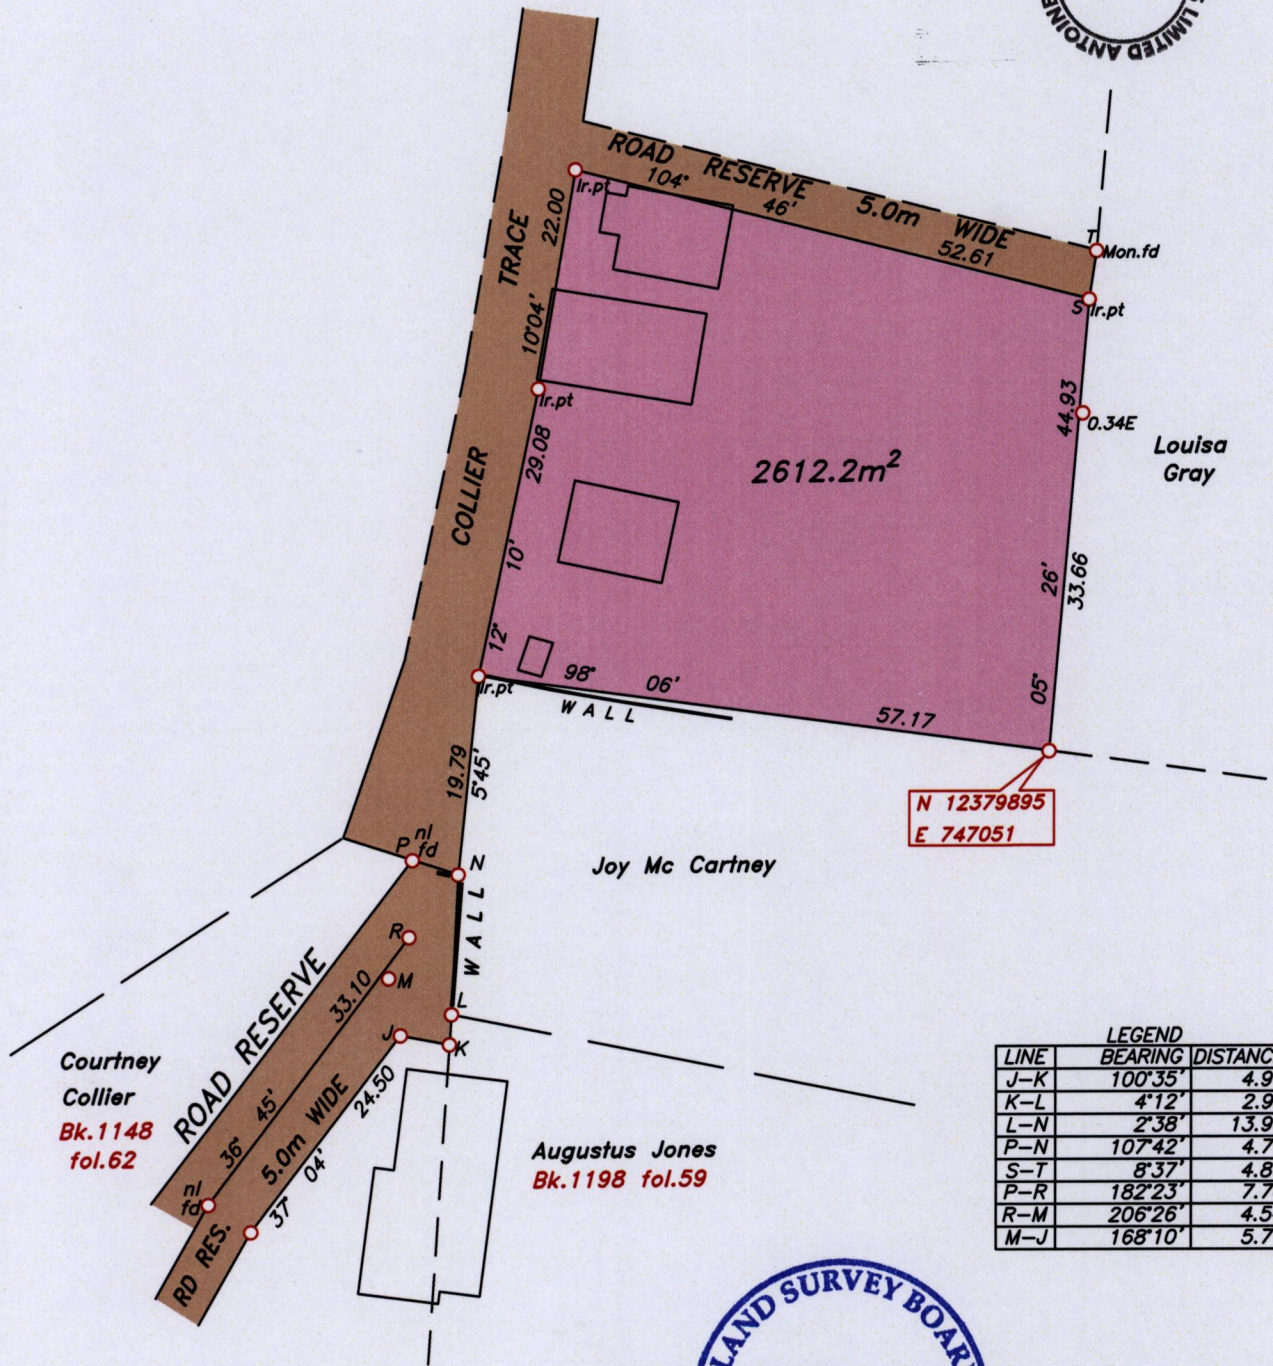 LIMITED ANTOINE
ROAD RESERVE 5.0m WIDE
104° 46' 52.61
Ir.pt
T
Mon.fd
S Ir.pt
22.00
10°04'
TRACE
COLLIER
Ir.pt
29.08
10'
12°
44.93
0.34E
Louisa
Gray
2612.2m²
26'
33.66
05°
Ir.pt
98° 06' 57.17
WALL
19.79
5°45'
N 12379895
E 747051
P nl
fd
N
Joy Mc Cartney
WALL
R
M
33.10
L
J
K
ROAD RESERVE
36° 45'
5.0m WIDE
24.50
37° 04'
Courtney
Collier
Bk.1148
fol.62
nl
fd
RD RES.
Augustus Jones
Bk.1198 fol.59
LEGEND
LINE BEARING DISTANC
J-K 100°35' 4.9
K-L 4°12' 2.9
L-N 2°38' 13.9
P-N 107°42' 4.7
S-T 8°37' 4.8
P-R 182°23' 7.7
R-M 206°26' 4.5
M-J 168°10' 5.7
LAND SURVEY BOARD